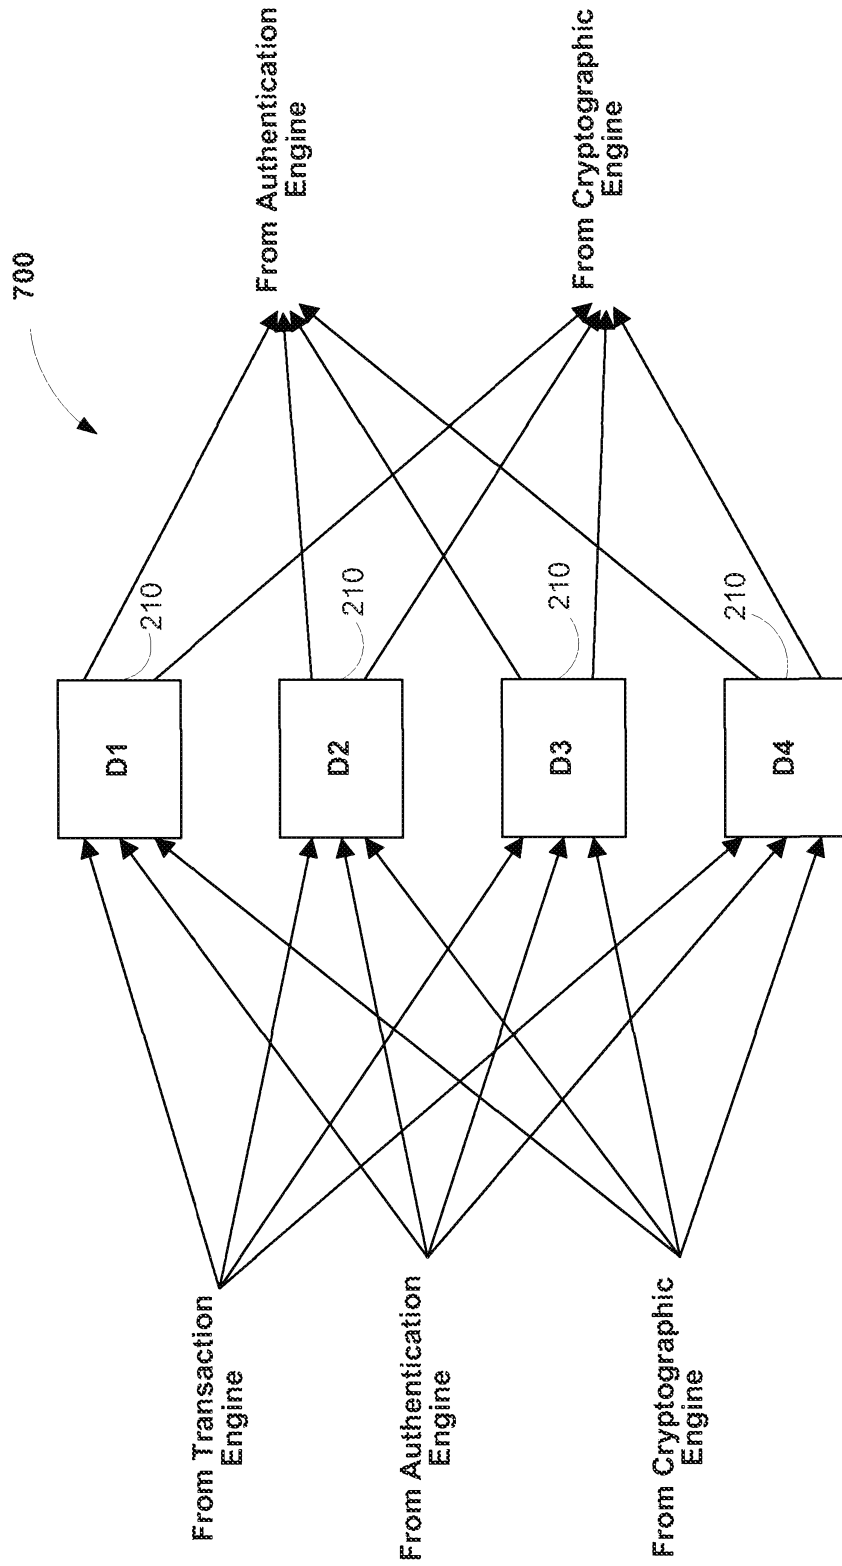 700
From Transaction
Engine
From Authentication
Engine
From Cryptographic
Engine
D1
210
D2
210
D3
210
D4
210
From Authentication
Engine
From Cryptographic
Engine